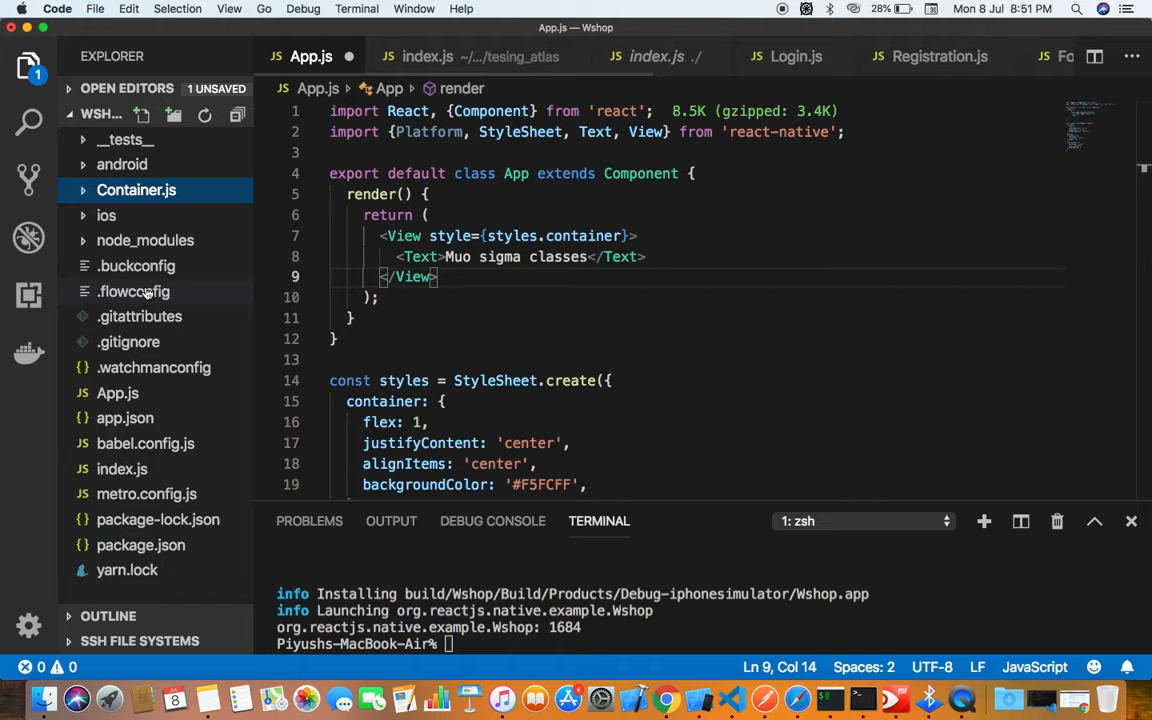 Code File Edit Selection View Go Debug Terminal Window Help 28% Mon 8 Jul 8:51 PM
App.js — Wshop
EXPLORER
App.js
index.js ~/.../tesing_atlas
index.js ./
Login.js
Registration.js
Fo
1
OPEN EDITORS 1 UNSAVED
App.js › App › render
WSH...
__tests__
android
Container.js
ios
node_modules
.buckconfig
.flowconfig
.gitattributes
.gitignore
.watchmanconfig
App.js
app.json
babel.config.js
index.js
metro.config.js
package-lock.json
package.json
yarn.lock
OUTLINE
SSH FILE SYSTEMS
1 import React, {Component} from 'react'; 8.5K (gzipped: 3.4K)
2 import {Platform, StyleSheet, Text, View} from 'react-native';
3
4 export default class App extends Component {
5 render() {
6 return (
7 <View style={styles.container}>
8 <Text>Muo sigma classes</Text>
9 </View>
10 );
11 }
12 }
13
14 const styles = StyleSheet.create({
15 container: {
16 flex: 1,
17 justifyContent: 'center',
18 alignItems: 'center',
19 backgroundColor: '#F5FCFF',
PROBLEMS OUTPUT DEBUG CONSOLE TERMINAL 1: zsh
info Installing build/Wshop/Build/Products/Debug-iphonesimulator/Wshop.app
info Launching org.reactjs.native.example.Wshop
org.reactjs.native.example.Wshop: 1684
Piyushs-MacBook-Air%
0 0 Ln 9, Col 14 Spaces: 2 UTF-8 LF JavaScript
8
PDF